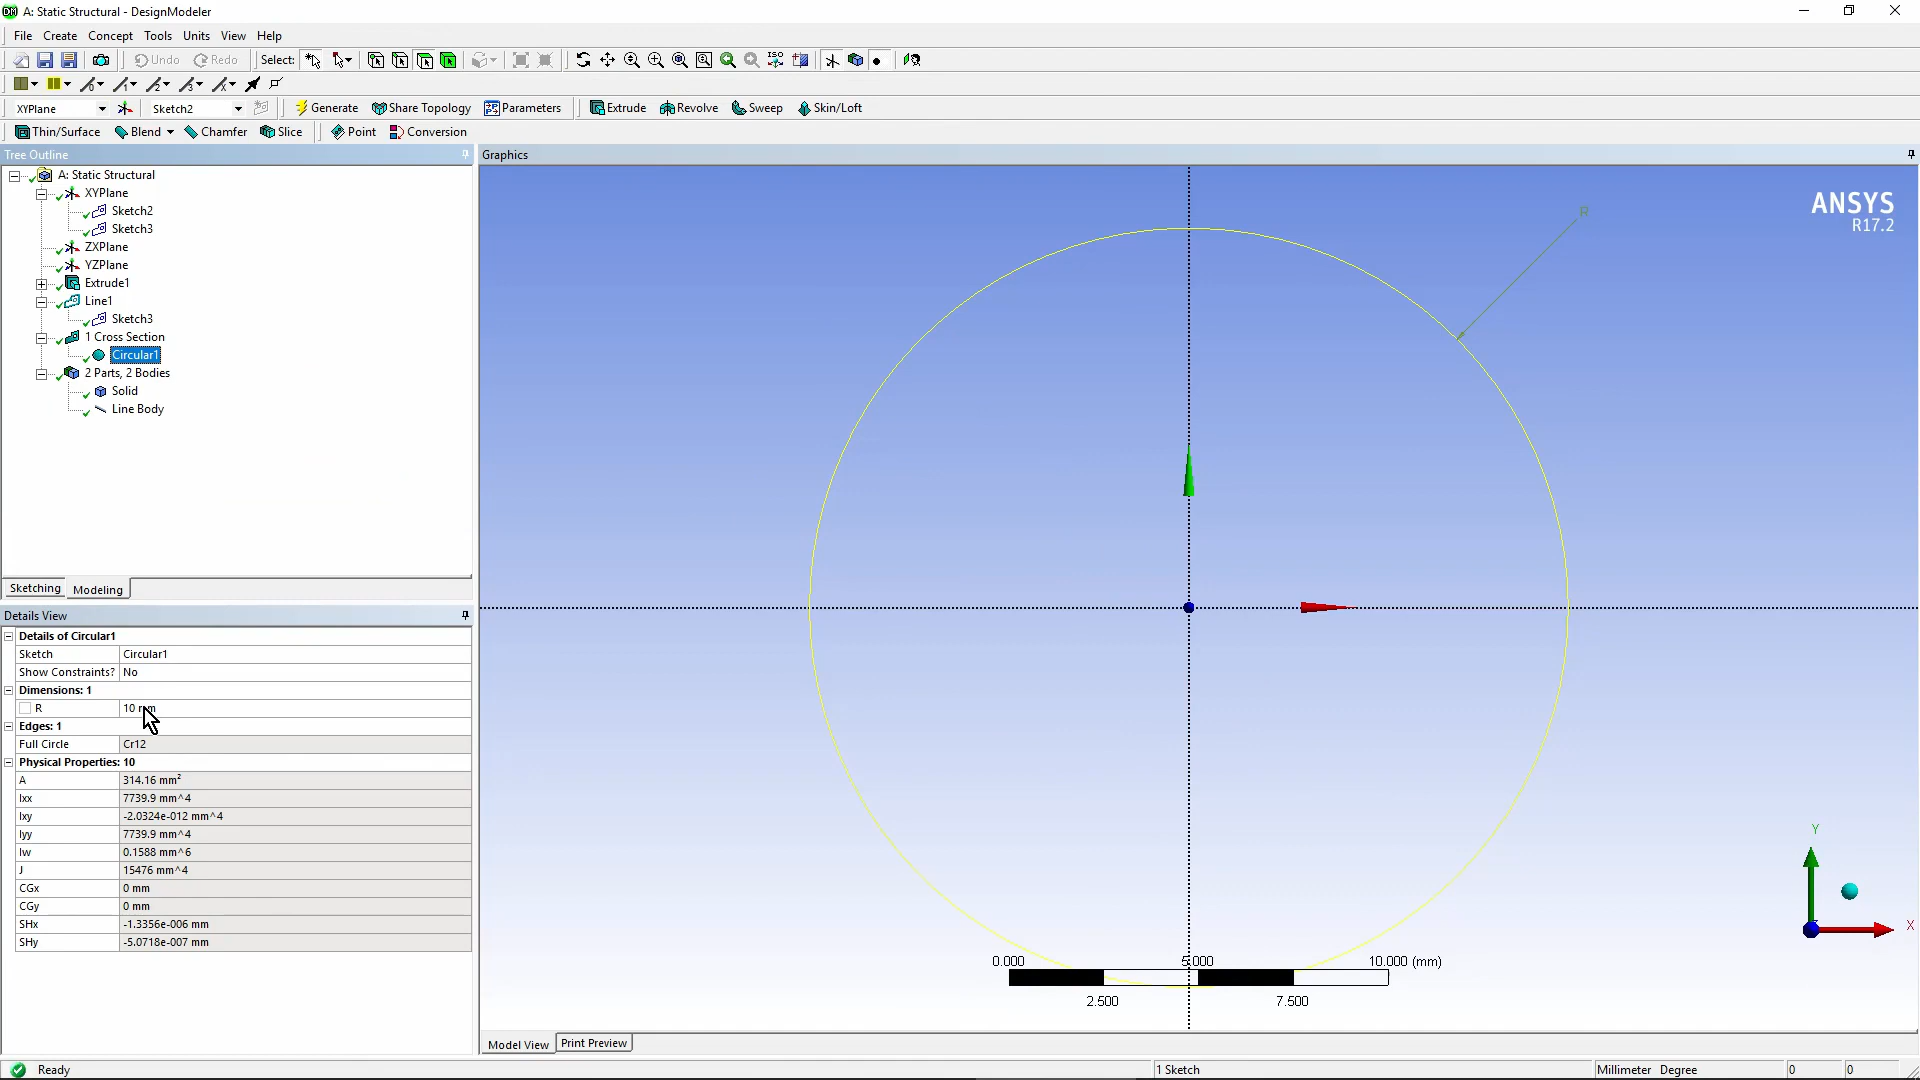 A: Static Structural - DesignModeler
File Create Concept Tools Units View Help
Undo Redo Select: ISO
XYPlane Sketch2 Generate Share Topology Parameters Extrude Revolve Sweep Skin/Loft
Thin/Surface Blend Chamfer Slice Point Conversion
Tree Outline
A: Static Structural
XYPlane
Sketch2
Sketch3
ZXPlane
YZPlane
Extrude1
Line1
Sketch3
1 Cross Section
Circular1
2 Parts, 2 Bodies
Solid
Line Body
Sketching Modeling
Details View
Details of Circular1
Sketch Circular1
Show Constraints? No
Dimensions: 1
R 10 mm
Edges: 1
Full Circle Cr12
Physical Properties: 10
A 314.16 mm²
Ixx 7739.9 mm^4
Ixy -2.0324e-012 mm^4
Iyy 7739.9 mm^4
Iw 0.1588 mm^6
J 15476 mm^4
CGx 0 mm
CGy 0 mm
SHx -1.3356e-006 mm
SHy -5.0718e-007 mm
Graphics
R
ANSYS
R17.2
Y
X
0.000 5.000 10.000 (mm)
2.500 7.500
Model View Print Preview
Ready 1 Sketch Millimeter Degree 0 0